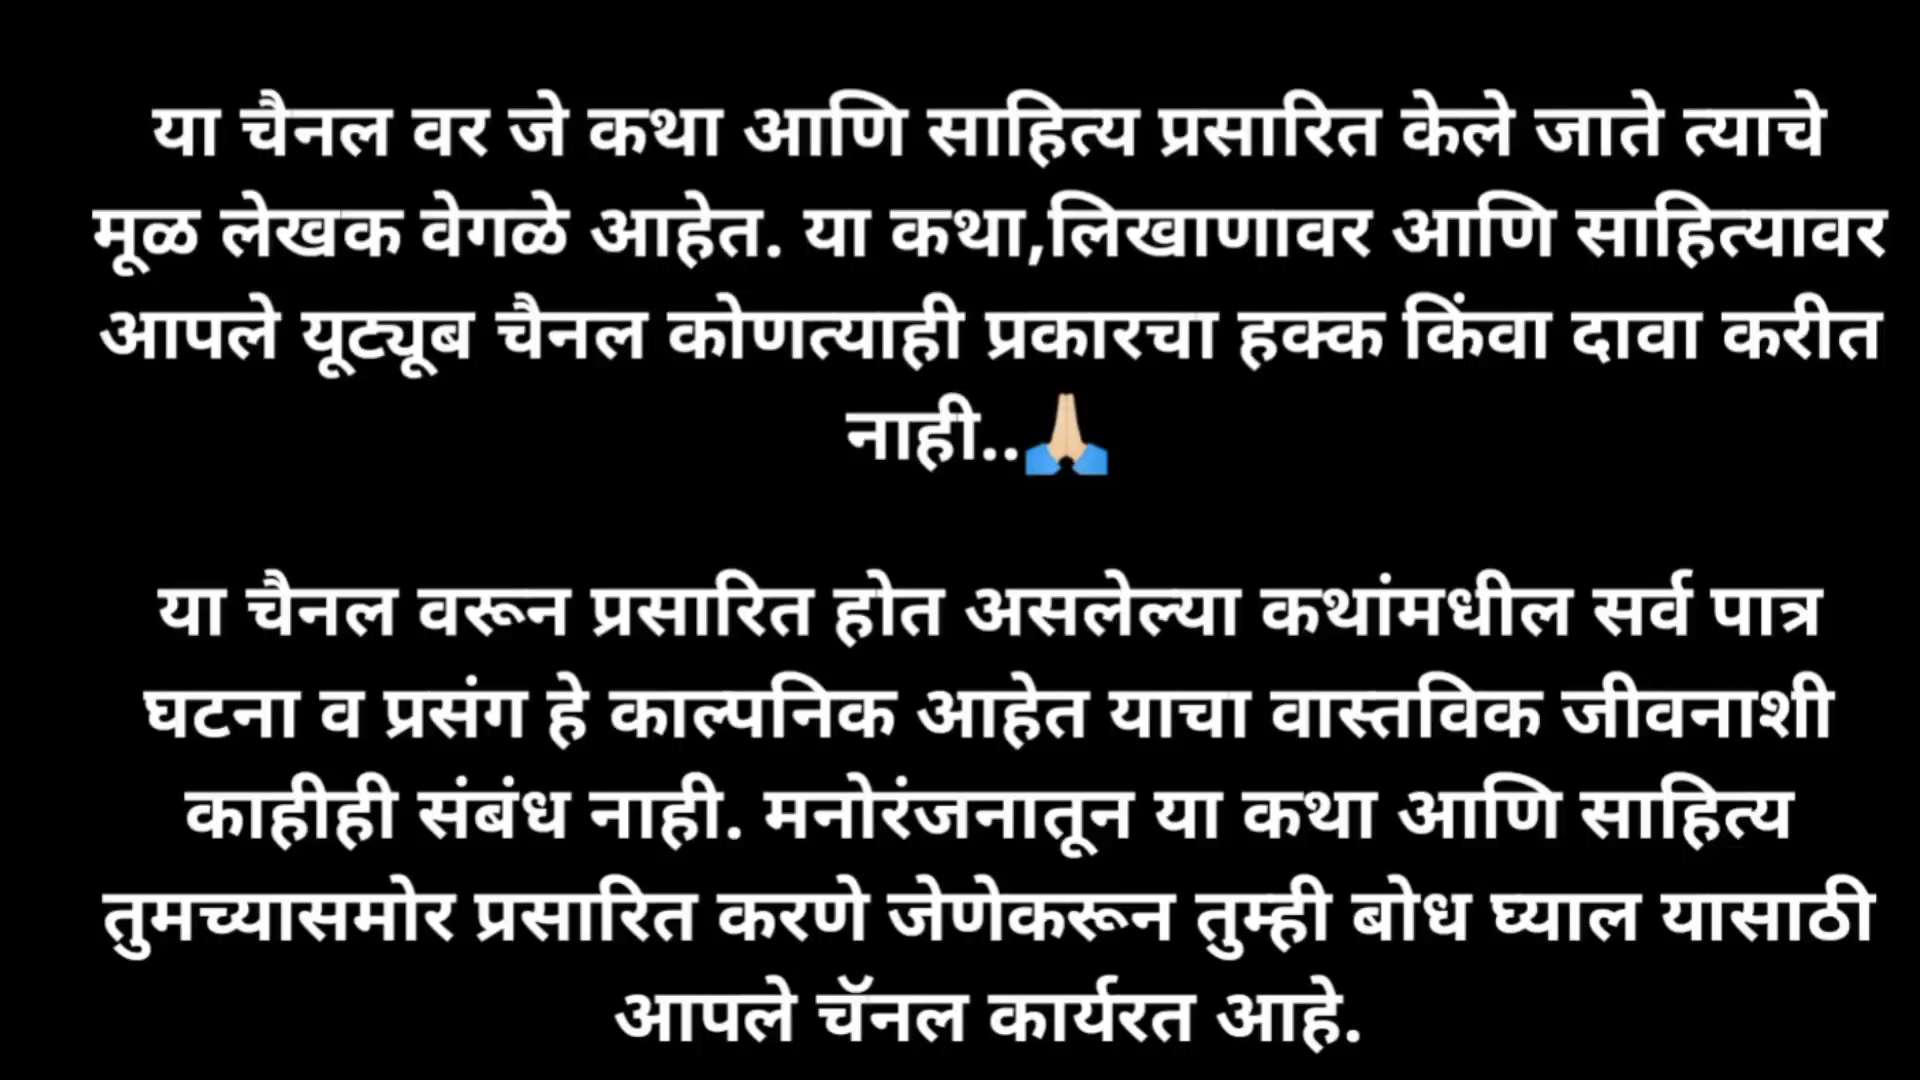 या चैनल वर जे कथा आणि साहित्य प्रसारित केले जाते त्याचे
मूळ लेखक वेगळे आहेत. या कथा,लिखाणावर आणि साहित्यावर
आपले यूट्यूब चैनल कोणत्याही प्रकारचा हक्क किंवा दावा करीत
नाही..🙏🏻
या चैनल वरून प्रसारित होत असलेल्या कथांमधील सर्व पात्र
घटना व प्रसंग हे काल्पनिक आहेत याचा वास्तविक जीवनाशी
काहीही संबंध नाही. मनोरंजनातून या कथा आणि साहित्य
तुमच्यासमोर प्रसारित करणे जेणेकरून तुम्ही बोध घ्याल यासाठी
आपले चॅनल कार्यरत आहे.